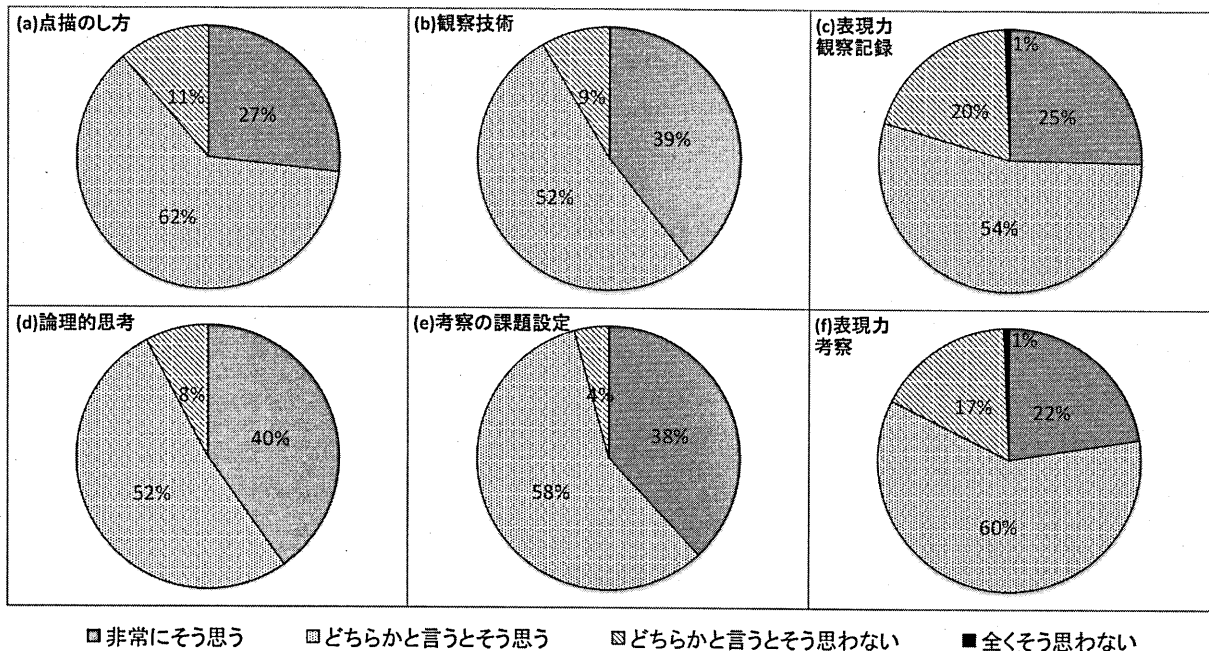 (a)点描のし方
11%
27%
62%
(b)観察技術
9%
39%
52%
(c)表現力
観察記録
1%
20%
25%
54%
(d)論理的思考
8%
40%
52%
(e)考察の課題設定
4%
38%
58%
(f)表現力
考察
1%
17%
22%
60%
非常にそう思う
どちらかと言うとそう思う
どちらかと言うとそう思わない
全くそう思わない